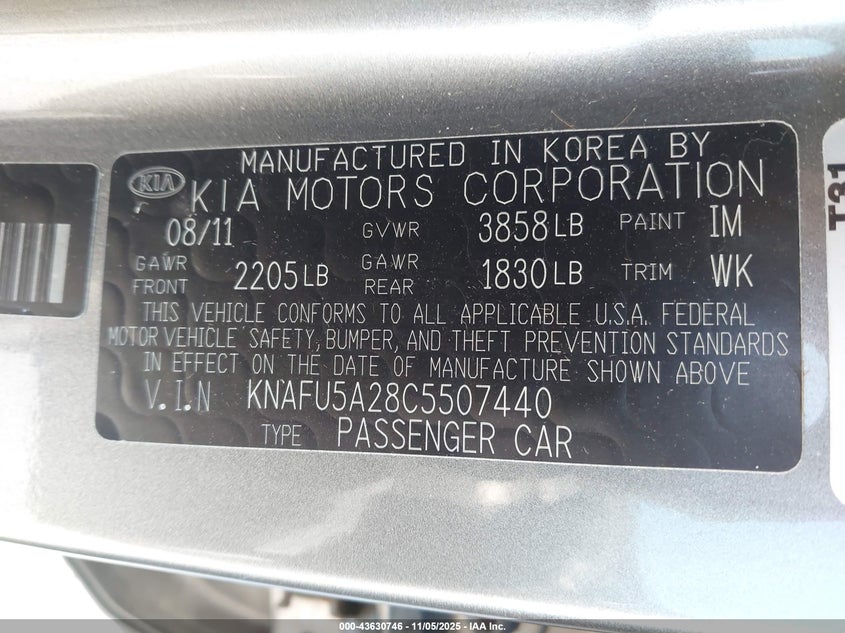 MANUFACTURED IN KOREA BY
KIA KIA MOTORS CORPORATION
08/11 GVWR 3858LB PAINT IM
GAWR FRONT 2205LB GAWR REAR 1830LB TRIM WK
THIS VEHICLE CONFORMS TO ALL APPLICABLE U.S.A. FEDERAL
MOTOR VEHICLE SAFETY, BUMPER, AND THEFT PREVENTION STANDARDS
IN EFFECT ON THE DATE OF MANUFACTURE SHOWN ABOVE
V.I.N KNAFU5A28C5507440
TYPE PASSENGER CAR
T31
000-43630746 - 11/05/2025 - IAA Inc.